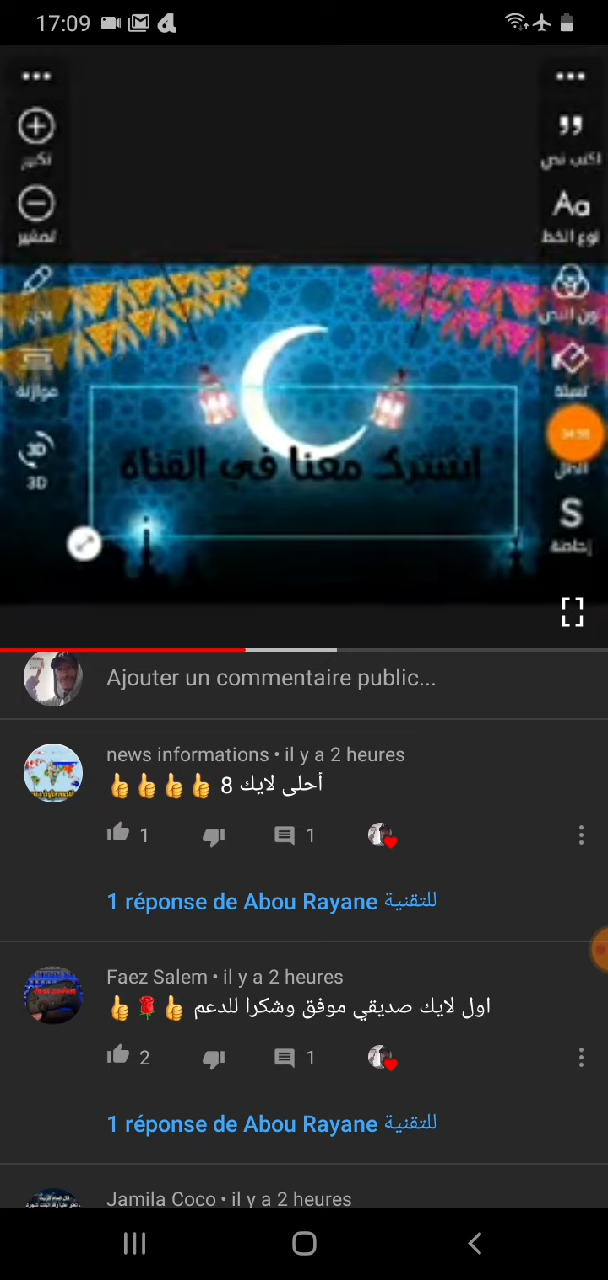 17:09
تكبير
تصغير
موازنة
3D
3D
اكتب نص
Aa
نوع الخط
لون النص
الظل
S
إضافة
اشترك معنا في القناة
Ajouter un commentaire public...
news informations • il y a 2 heures
أحلى لايك 8 👍👍👍👍
1
1
1 réponse de Abou Rayane للتقنية
Faez Salem • il y a 2 heures
اول لايك صديقي موفق وشكرا للدعم 👍🌹👍
2
1
1 réponse de Abou Rayane للتقنية
Jamila Coco • il y a 2 heures